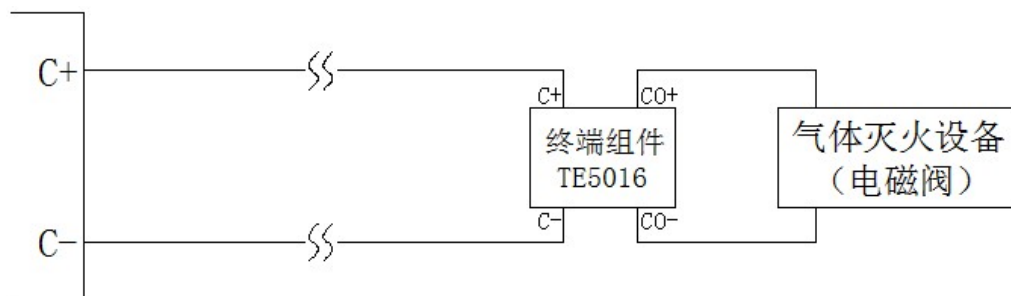 C+
C+
CO+
终端组件
TE5016
气体灭火设备
（电磁阀）
C-
C-
CO-